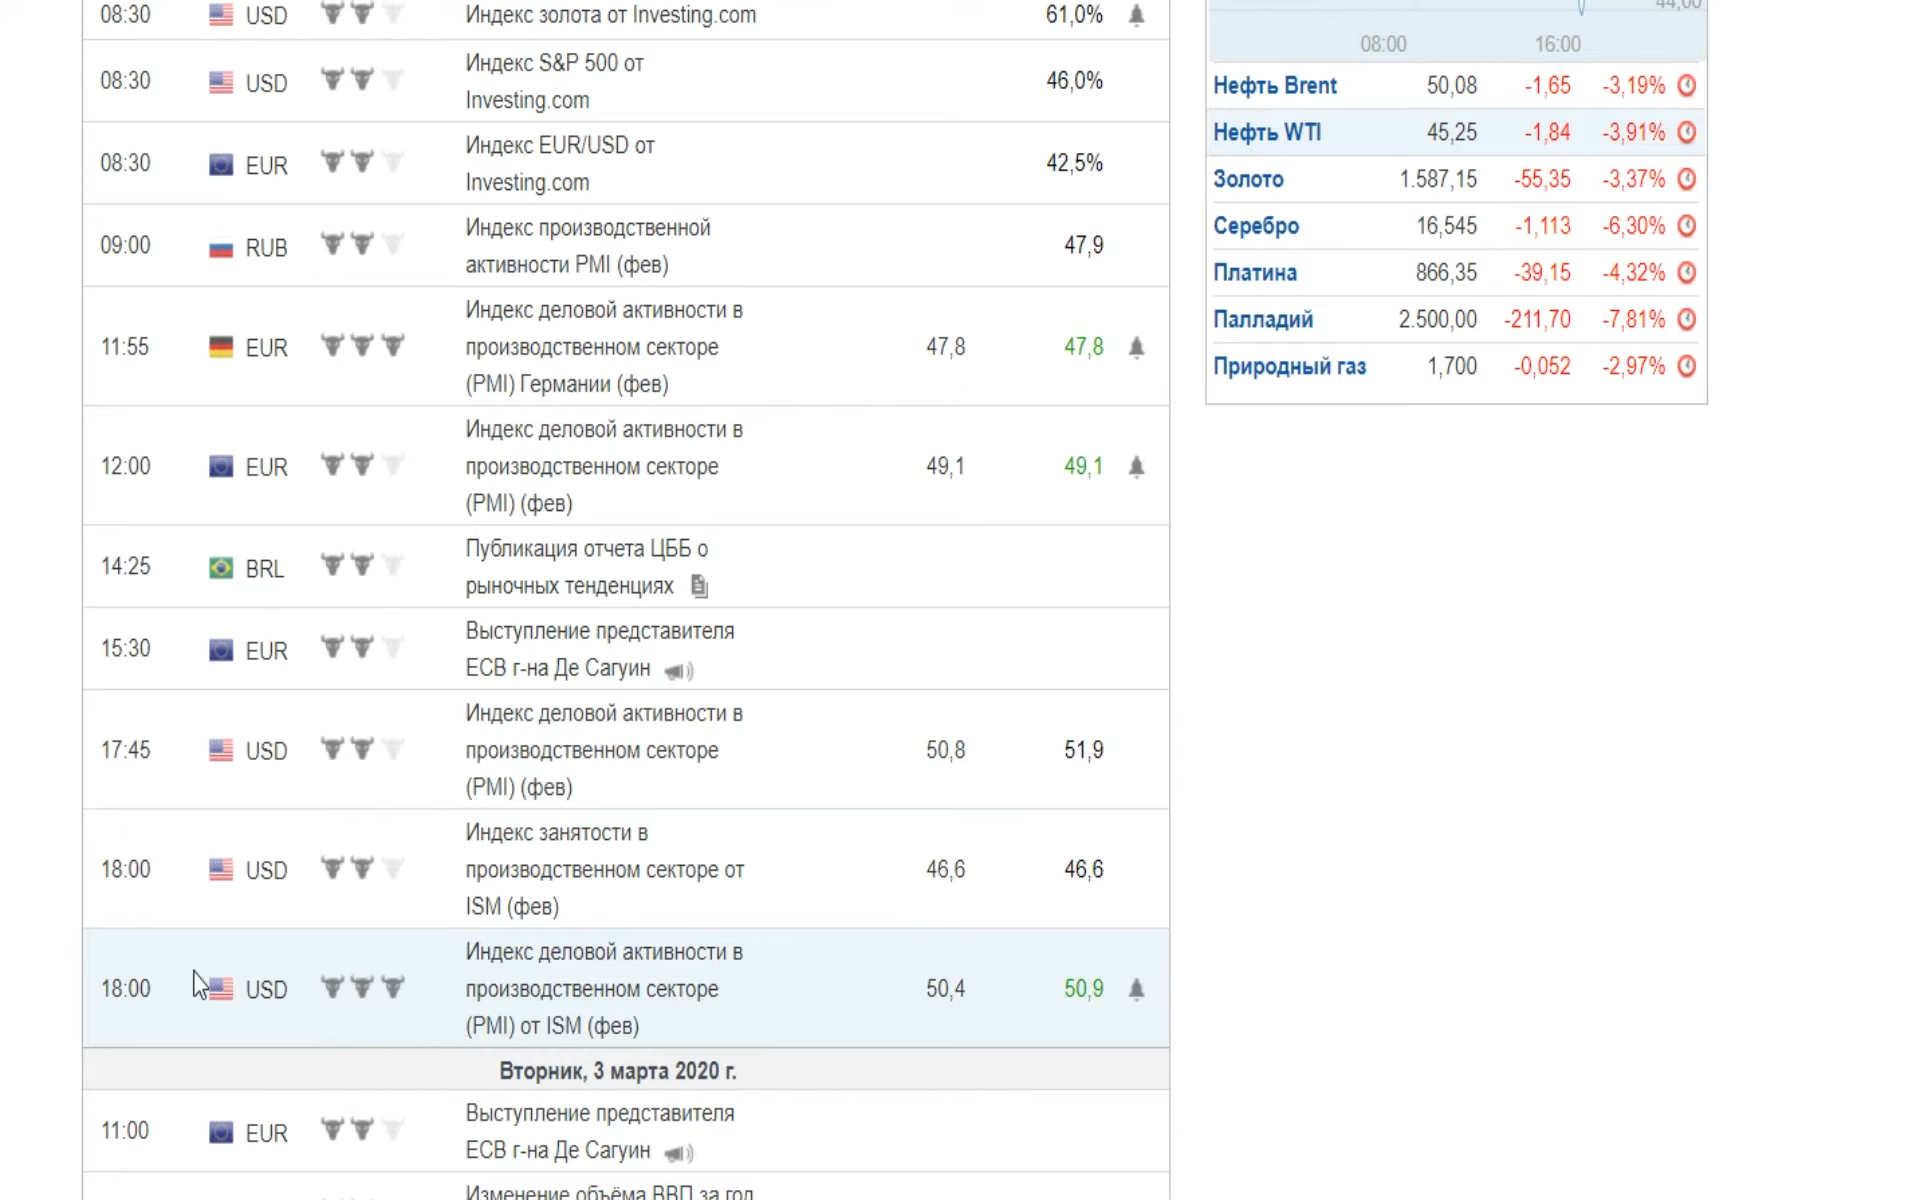 08:30 USD Индекс золота от Investing.com 61,0%
08:30 USD Индекс S&P 500 от
Investing.com 46,0%
08:30 EUR Индекс EUR/USD от
Investing.com 42,5%
09:00 RUB Индекс производственной
активности PMI (фев) 47,9
11:55 EUR Индекс деловой активности в
производственном секторе 47,8 47,8
(PMI) Германии (фев)
12:00 EUR Индекс деловой активности в
производственном секторе 49,1 49,1
(PMI) (фев)
14:25 BRL Публикация отчета ЦББ о
рыночных тенденциях
15:30 EUR Выступление представителя
ЕСВ г-на Де Сагуин
17:45 USD Индекс деловой активности в
производственном секторе 50,8 51,9
(PMI) (фев)
18:00 USD Индекс занятости в
производственном секторе от 46,6 46,6
ISM (фев)
18:00 USD Индекс деловой активности в
производственном секторе 50,4 50,9
(PMI) от ISM (фев)
Вторник, 3 марта 2020 г.
11:00 EUR Выступление представителя
ЕСВ г-на Де Сагуин
Изменение объёма ВВП за год
44,00
08:00 16:00
Нефть Brent 50,08 -1,65 -3,19%
Нефть WTI 45,25 -1,84 -3,91%
Золото 1.587,15 -55,35 -3,37%
Серебро 16,545 -1,113 -6,30%
Платина 866,35 -39,15 -4,32%
Палладий 2.500,00 -211,70 -7,81%
Природный газ 1,700 -0,052 -2,97%